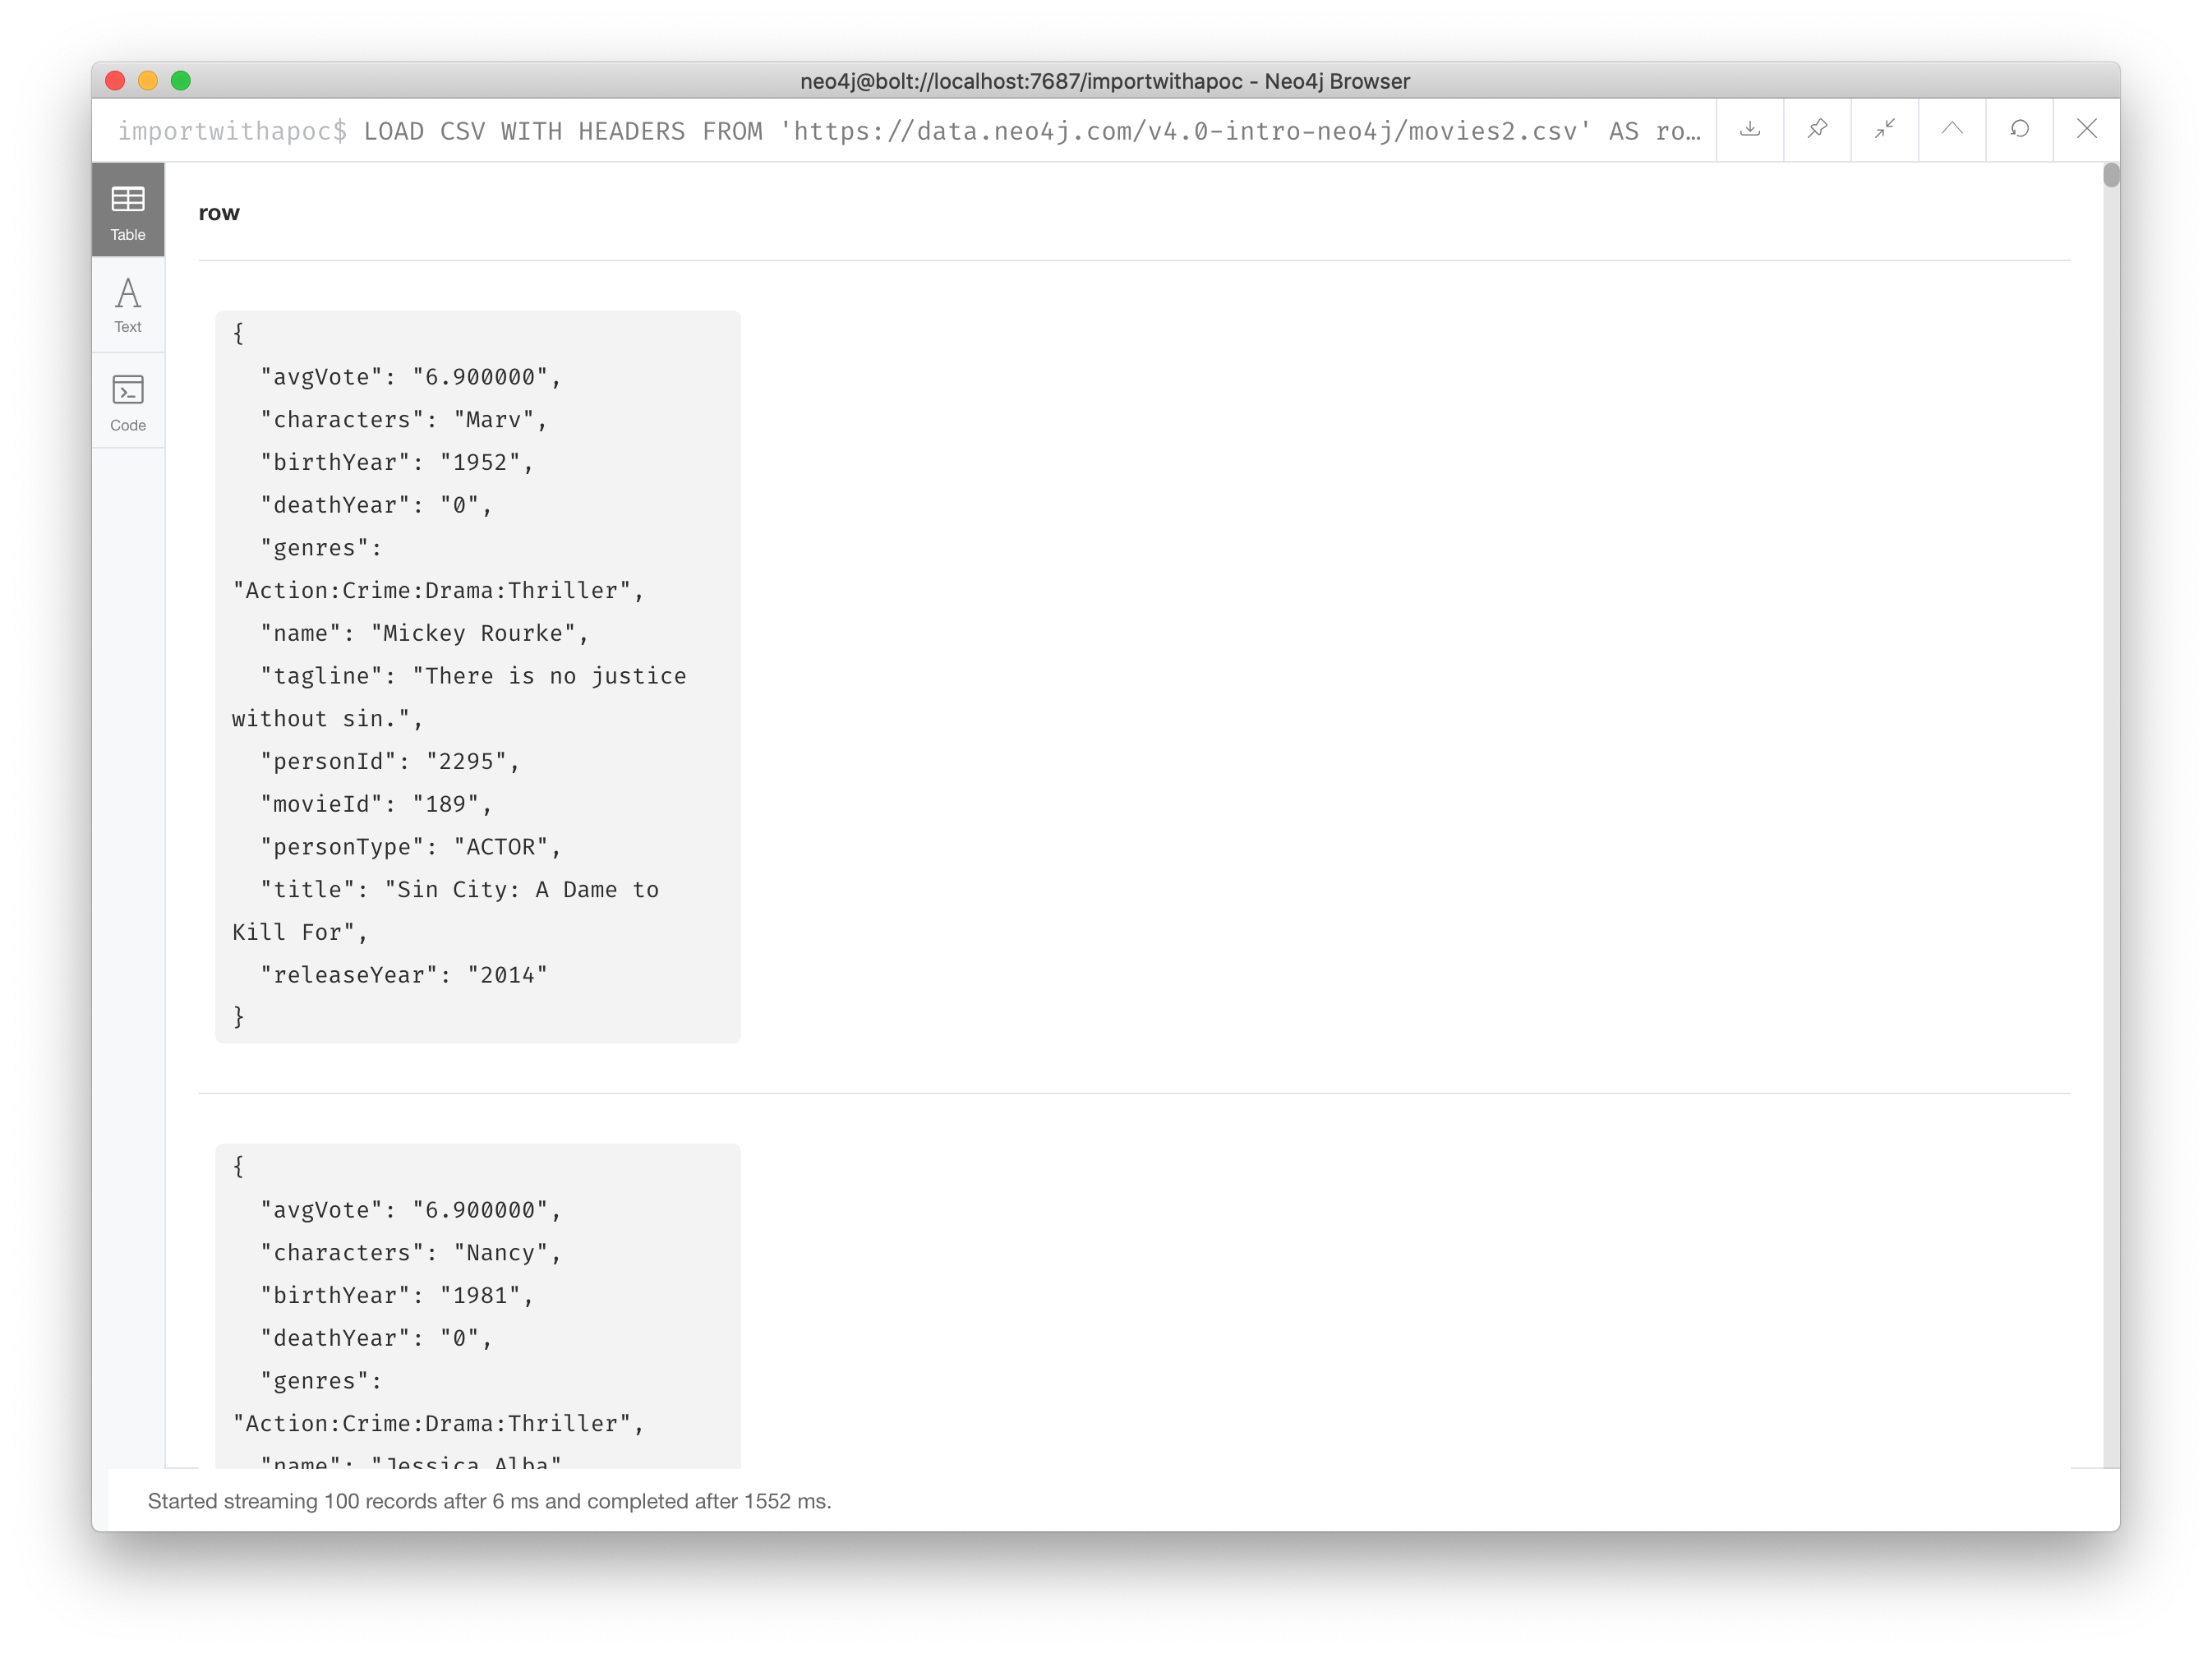 neo4j@bolt://localhost:7687/importwithapoc - Neo4j Browser
importwithapoc$ LOAD CSV WITH HEADERS FROM 'https://data.neo4j.com/v4.0-intro-neo4j/movies2.csv' AS ro…
Table
Text
Code
row
{
"avgVote": "6.900000",
"characters": "Marv",
"birthYear": "1952",
"deathYear": "0",
"genres":
"Action:Crime:Drama:Thriller",
"name": "Mickey Rourke",
"tagline": "There is no justice
without sin.",
"personId": "2295",
"movieId": "189",
"personType": "ACTOR",
"title": "Sin City: A Dame to
Kill For",
"releaseYear": "2014"
}
{
"avgVote": "6.900000",
"characters": "Nancy",
"birthYear": "1981",
"deathYear": "0",
"genres":
"Action:Crime:Drama:Thriller",
"name": "Jessica Alba"
Started streaming 100 records after 6 ms and completed after 1552 ms.